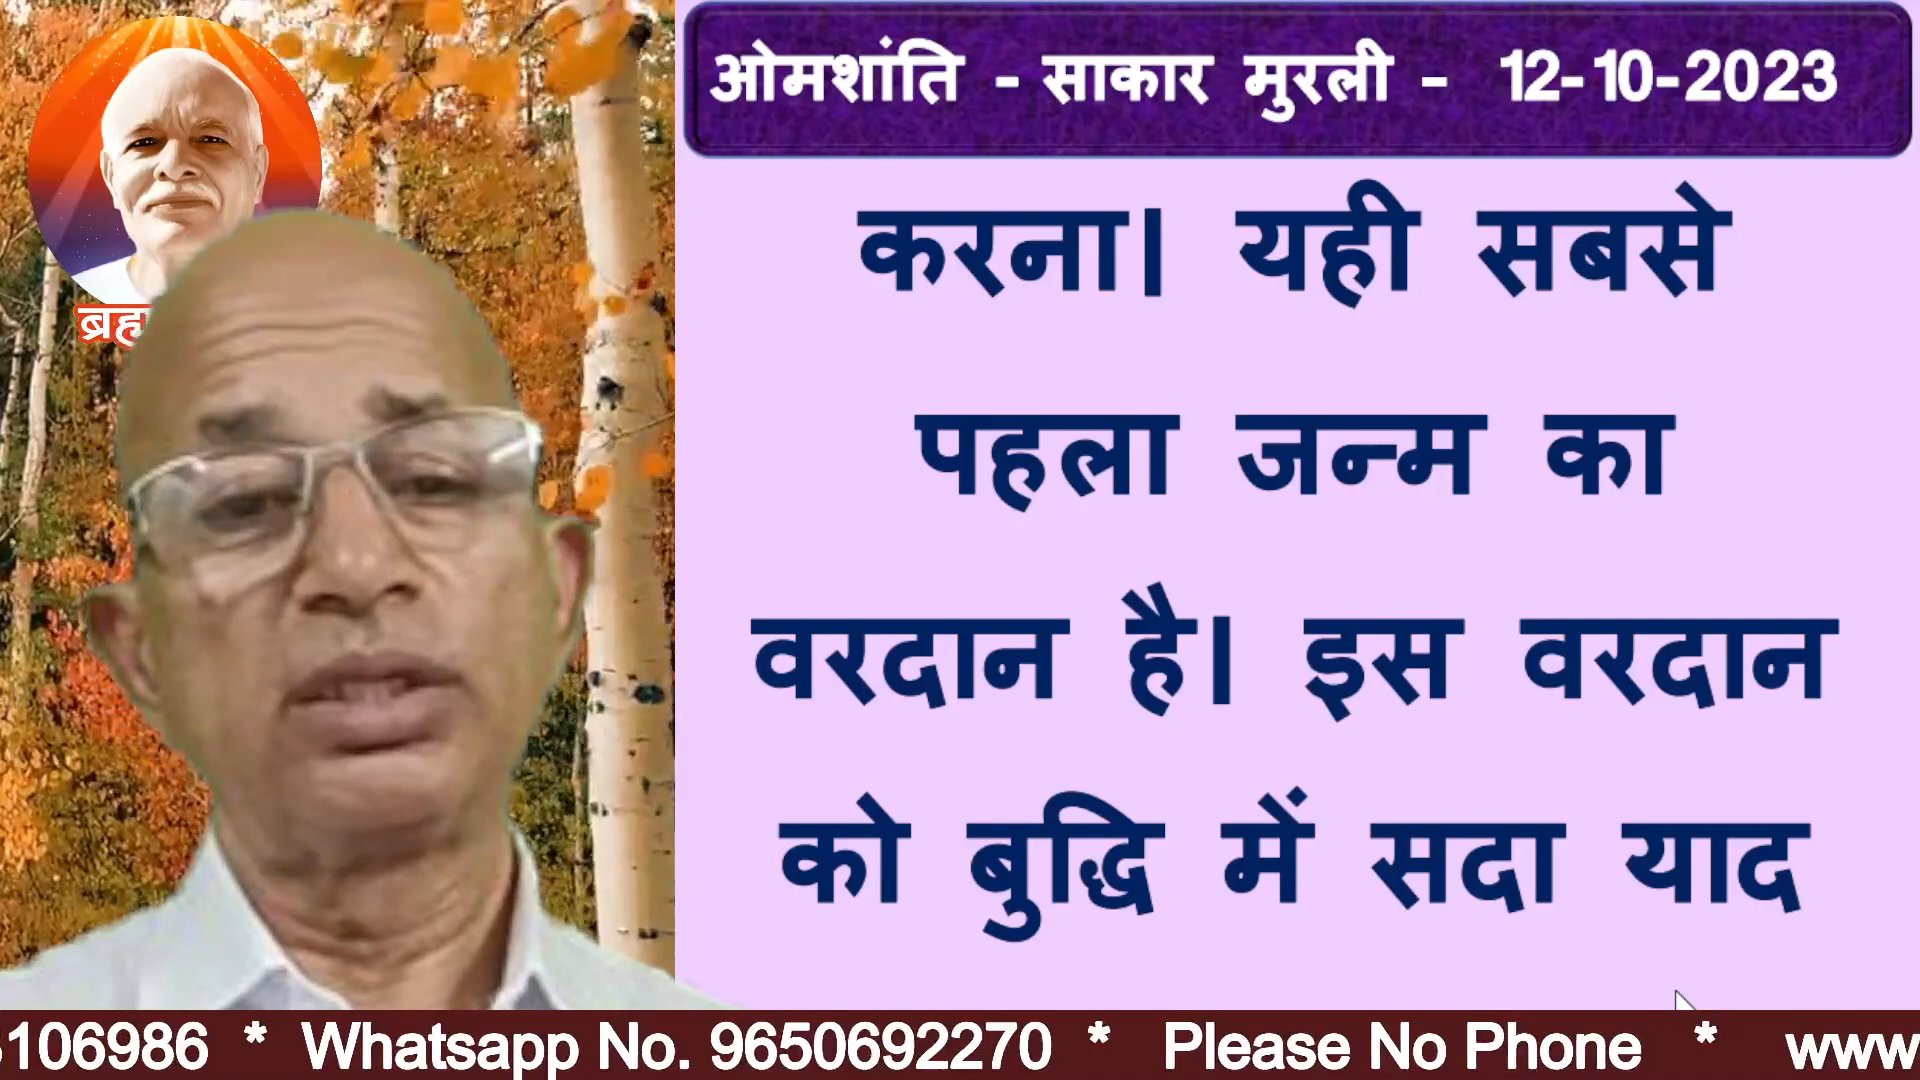 ओमशांति - साकार मुरली - 12-10-2023
करना। यही सबसे
पहला जन्म का
वरदान है। इस वरदान
को बुद्धि में सदा याद
106986 * Whatsapp No. 9650692270 * Please No Phone * www